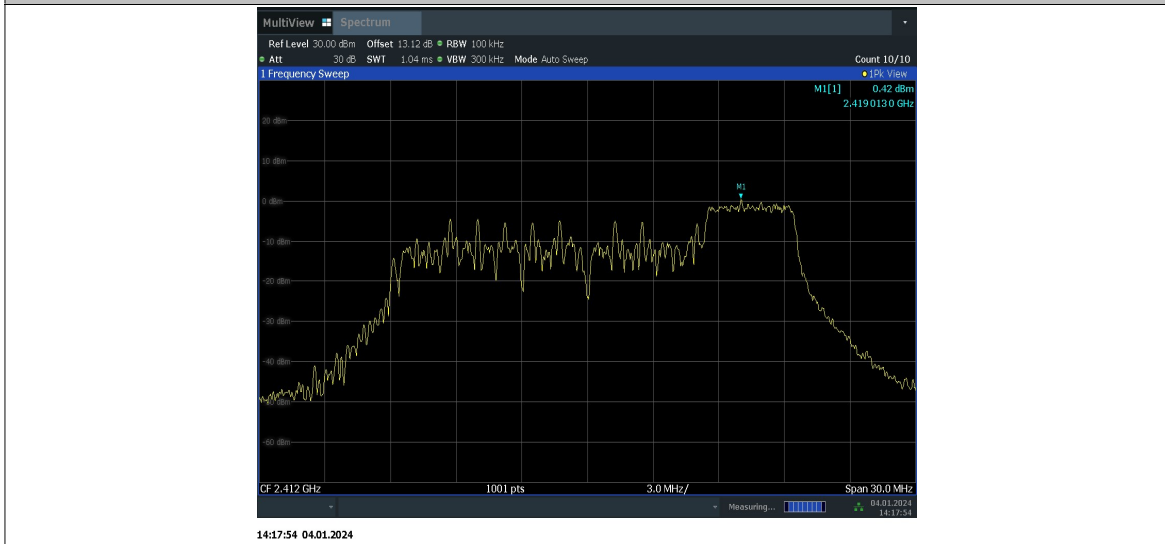 MultiView Spectrum
Ref Level 30.00 dBm Offset 13.12 dB RBW 100 kHz
Att 30 dB SWT 1.04 ms VBW 300 kHz Mode Auto Sweep Count 10/10
1 Frequency Sweep 1Pk View
M1[1] 0.42 dBm
2.419 013 0 GHz
20 dBm
10 dBm
M1
0 dBm
-10 dBm
-20 dBm
-30 dBm
-40 dBm
-50 dBm
-60 dBm
CF 2.412 GHz 1001 pts 3.0 MHz/ Span 30.0 MHz
Measuring... 04.01.2024
14:17:54
14:17:54 04.01.2024